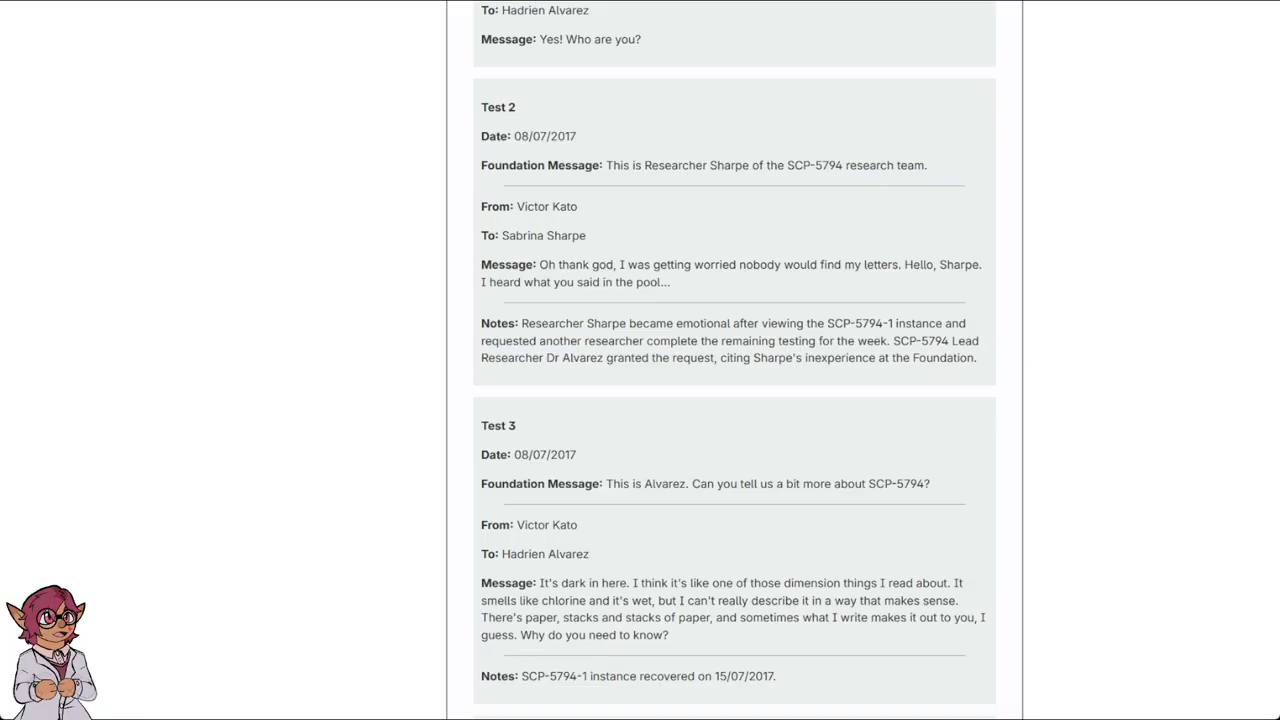 To: Hadrien Alvarez
Message: Yes! Who are you?
Test 2
Date: 08/07/2017
Foundation Message: This is Researcher Sharpe of the SCP-5794 research team.
From: Victor Kato
To: Sabrina Sharpe
Message: Oh thank god, I was getting worried nobody would find my letters. Hello, Sharpe.
I heard what you said in the pool...
Notes: Researcher Sharpe became emotional after viewing the SCP-5794-1 instance and
requested another researcher complete the remaining testing for the week. SCP-5794 Lead
Researcher Dr Alvarez granted the request, citing Sharpe's inexperience at the Foundation.
Test 3
Date: 08/07/2017
Foundation Message: This is Alvarez. Can you tell us a bit more about SCP-5794?
From: Victor Kato
To: Hadrien Alvarez
Message: It's dark in here. I think it's like one of those dimension things I read about. It
smells like chlorine and it's wet, but I can't really describe it in a way that makes sense.
There's paper, stacks and stacks of paper, and sometimes what I write makes it out to you, I
guess. Why do you need to know?
Notes: SCP-5794-1 instance recovered on 15/07/2017.